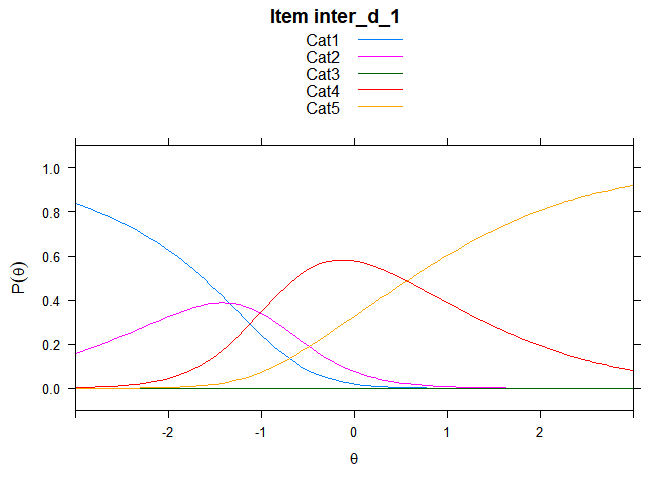 Item inter_d_1
Cat1
Cat2
Cat3
Cat4
Cat5
P(θ)
1.0
0.8
0.6
0.4
0.2
0.0
-2 -1 0 1 2
θ